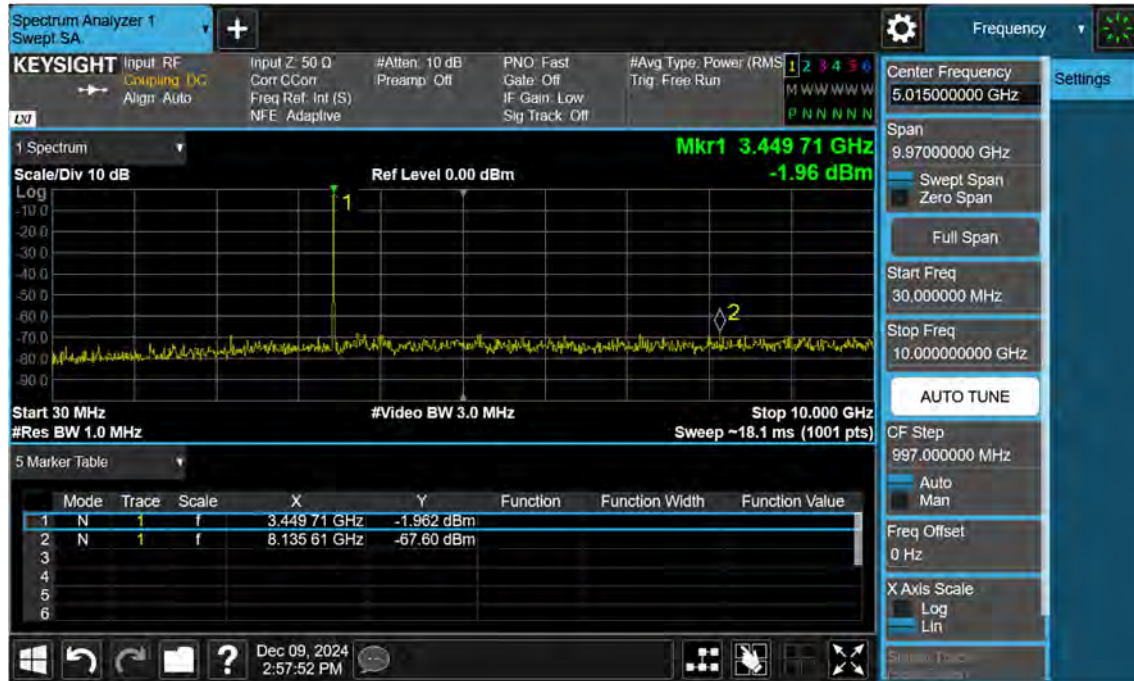 Spectrum Analyzer 1
Swept SA
+
Frequency
KEYSIGHT
Input: RF
Coupling: DC
Align: Auto
Input Z: 50 Ω
Corr CCorr
Freq Ref: Int (S)
NFE: Adaptive
#Atten: 10 dB
Preamp: Off
PNO: Fast
Gate: Off
IF Gain: Low
Sig Track: Off
#Avg Type: Power (RMS
Trig: Free Run
1 2 3 4 5 6
M W W W W W
P N N N N N
LXI
1 Spectrum
Scale/Div 10 dB
Ref Level 0.00 dBm
Mkr1 3.449 71 GHz
-1.96 dBm
Log
-10.0
-20.0
-30.0
-40.0
-50.0
-60.0
-70.0
-80.0
-90.0
1
2
Start 30 MHz
#Video BW 3.0 MHz
Stop 10.000 GHz
#Res BW 1.0 MHz
Sweep ~18.1 ms (1001 pts)
5 Marker Table
Mode Trace Scale X Y Function Function Width Function Value
1 N 1 f 3.449 71 GHz -1.962 dBm
2 N 1 f 8.135 61 GHz -67.60 dBm
3
4
5
6
Dec 09, 2024
2:57:52 PM
?
Center Frequency
5.015000000 GHz
Settings
Span
9.97000000 GHz
Swept Span
Zero Span
Full Span
Start Freq
30.000000 MHz
Stop Freq
10.000000000 GHz
AUTO TUNE
CF Step
997.000000 MHz
Auto
Man
Freq Offset
0 Hz
X Axis Scale
Log
Lin